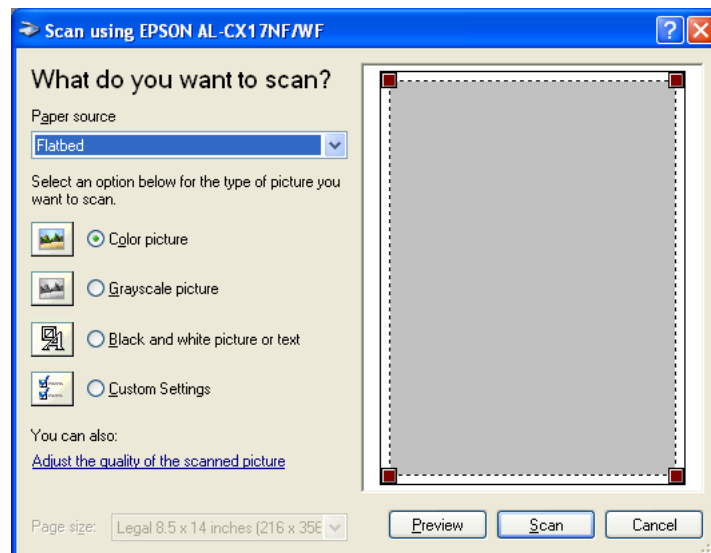 Scan using EPSON AL-CX17NF/WF
What do you want to scan?
Paper source
Flatbed
Select an option below for the type of picture you
want to scan.
Color picture
Grayscale picture
Black and white picture or text
Custom Settings
You can also:
Adjust the quality of the scanned picture
Page size: Legal 8.5 x 14 inches (216 x 356
Preview Scan Cancel